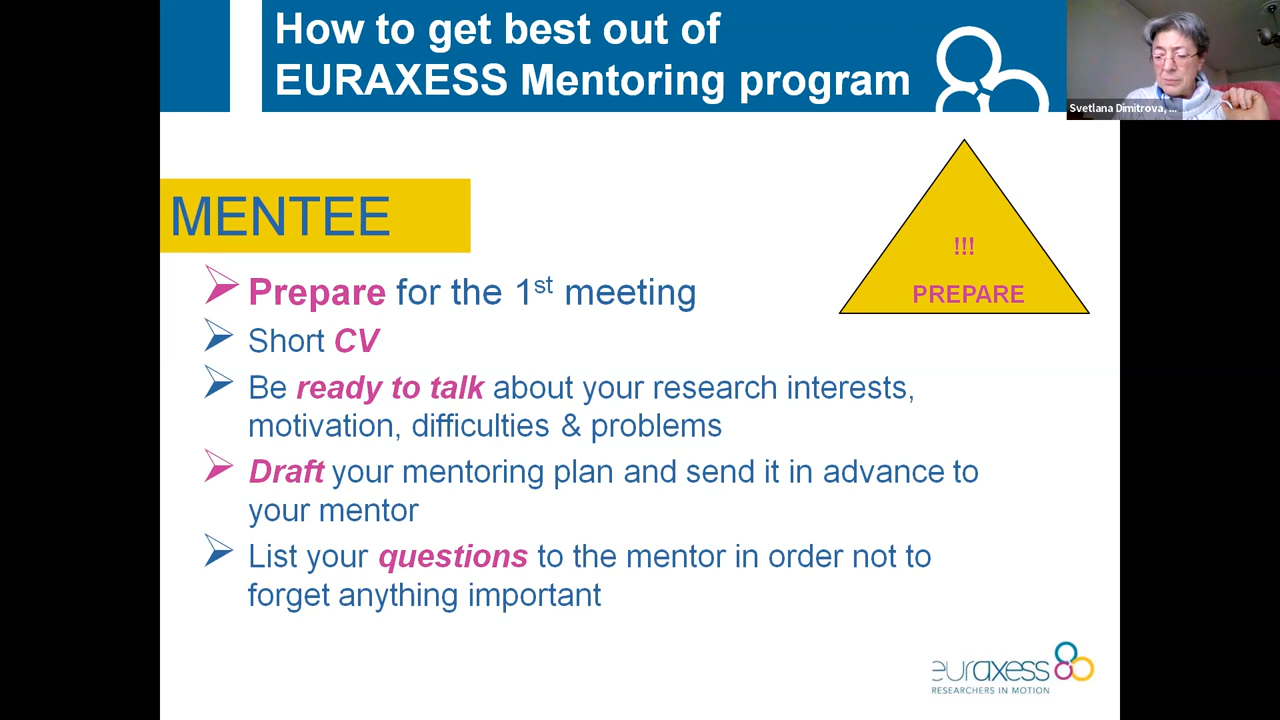 How to get best out of
EURAXESS Mentoring program
Svetlana Dimitrova, ...
!!!
PREPARE
MENTEE
Prepare for the 1st meeting
Short CV
Be ready to talk about your research interests,
motivation, difficulties & problems
Draft your mentoring plan and send it in advance to
your mentor
List your questions to the mentor in order not to
forget anything important
euraxess
RESEARCHERS IN MOTION